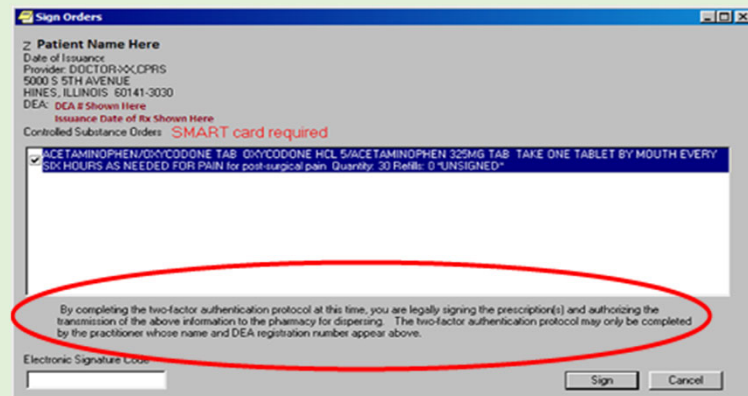 Sign Orders
Z Patient Name Here
Date of Issuance
Provider: DOCTOR-XX,CPRS
5000 S 5TH AVENUE
HINES, ILLINOIS 60141-3030
DEA: DEA # Shown Here
Issuance Date of Rx Shown Here
Controlled Substance Orders SMART card required
ACETAMINOPHEN/OXYCODONE TAB OXYCODONE HCL 5/ACETAMINOPHEN 325MG TAB TAKE ONE TABLET BY MOUTH EVERY
SIX HOURS AS NEEDED FOR PAIN for post-surgical pain Quantity: 30 Refills: 0 *UNSIGNED*
By completing the two-factor authentication protocol at this time, you are legally signing the prescription(s) and authorizing the
transmission of the above information to the pharmacy for dispersing. The two-factor authentication protocol may only be completed
by the practitioner whose name and DEA registration number appear above.
Electronic Signature Code
Sign Cancel